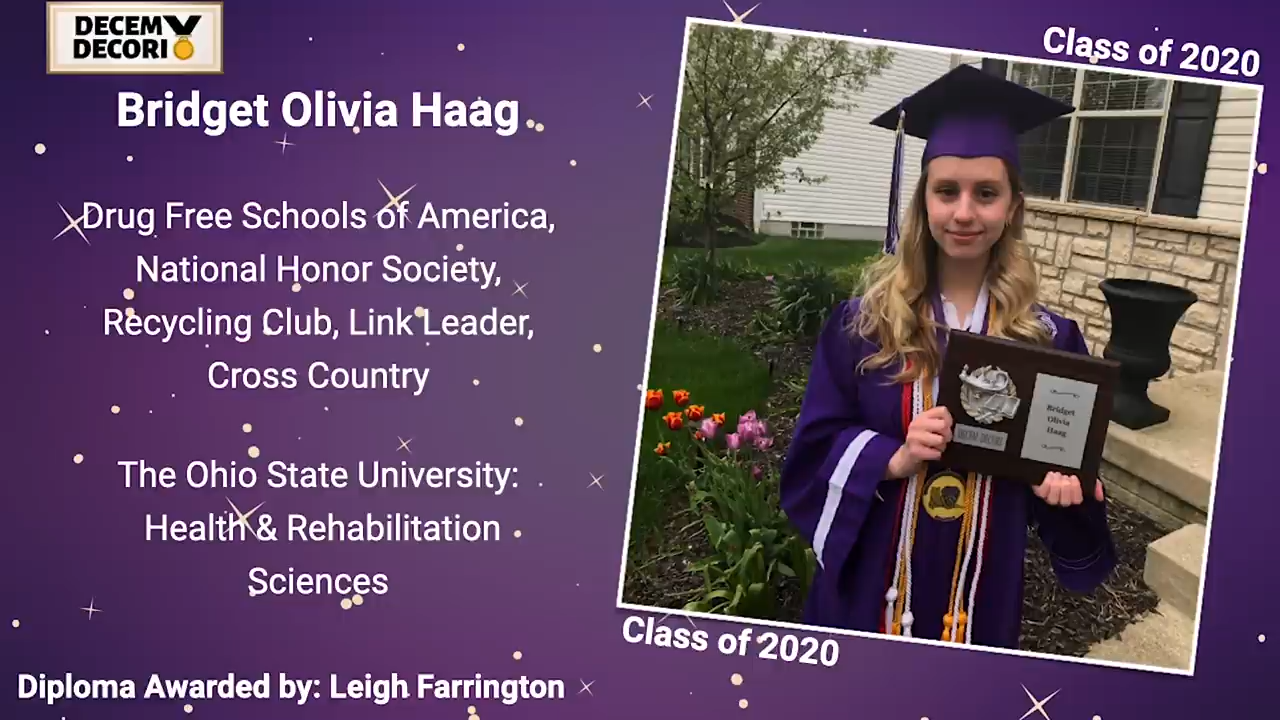 DECEM
DECORI
Bridget Olivia Haag
Drug Free Schools of America,
National Honor Society,
Recycling Club, Link Leader,
Cross Country
The Ohio State University:
Health & Rehabilitation
Sciences
Diploma Awarded by: Leigh Farrington
Class of 2020
DECEM DECORI
Bridget
Olivia
Haag
Class of 2020